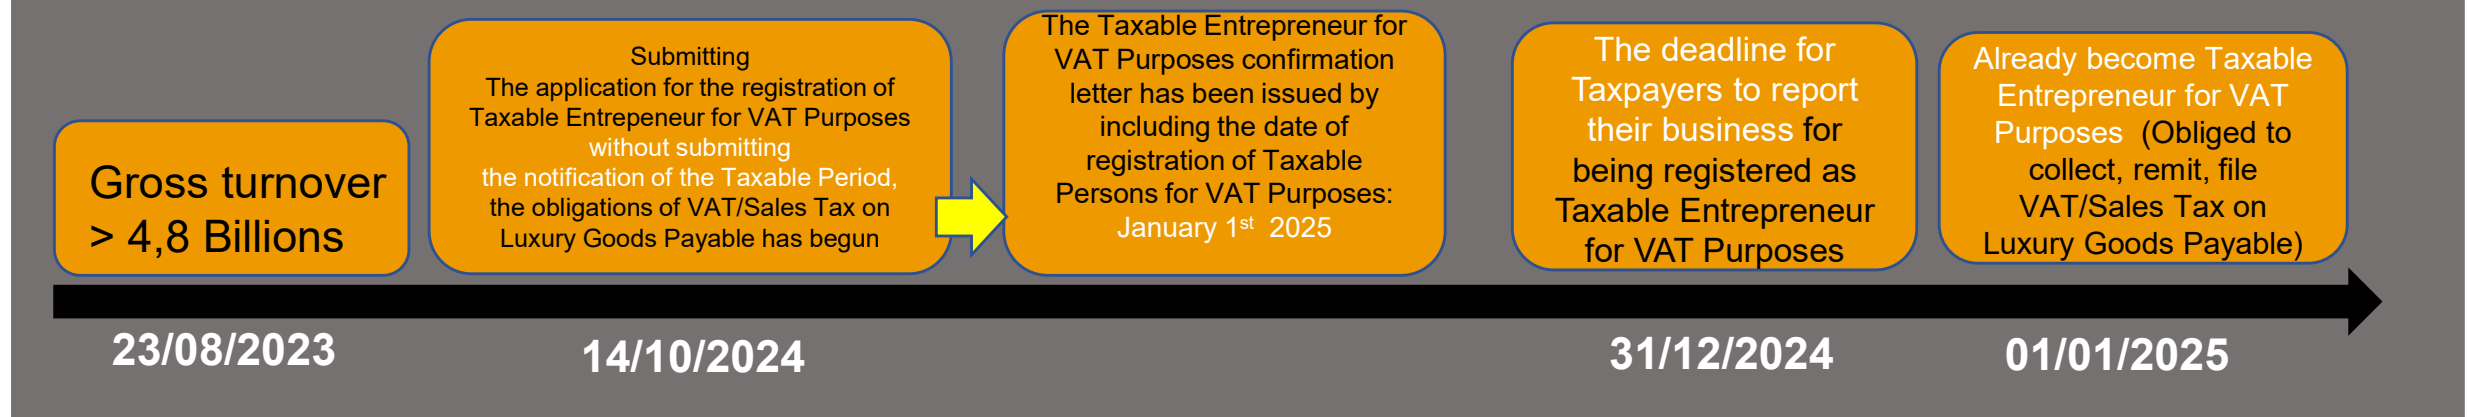 Gross turnover
> 4,8 Billions
Submitting
The application for the registration of
Taxable Entrepeneur for VAT Purposes
without submitting
the notification of the Taxable Period,
the obligations of VAT/Sales Tax on
Luxury Goods Payable has begun
The Taxable Entrepreneur for
VAT Purposes confirmation
letter has been issued by
including the date of
registration of Taxable
Persons for VAT Purposes:
January 1st 2025
The deadline for
Taxpayers to report
their business for
being registered as
Taxable Entrepreneur
for VAT Purposes
Already become Taxable
Entrepreneur for VAT
Purposes (Obliged to
collect, remit, file
VAT/Sales Tax on
Luxury Goods Payable)
23/08/2023
14/10/2024
31/12/2024
01/01/2025